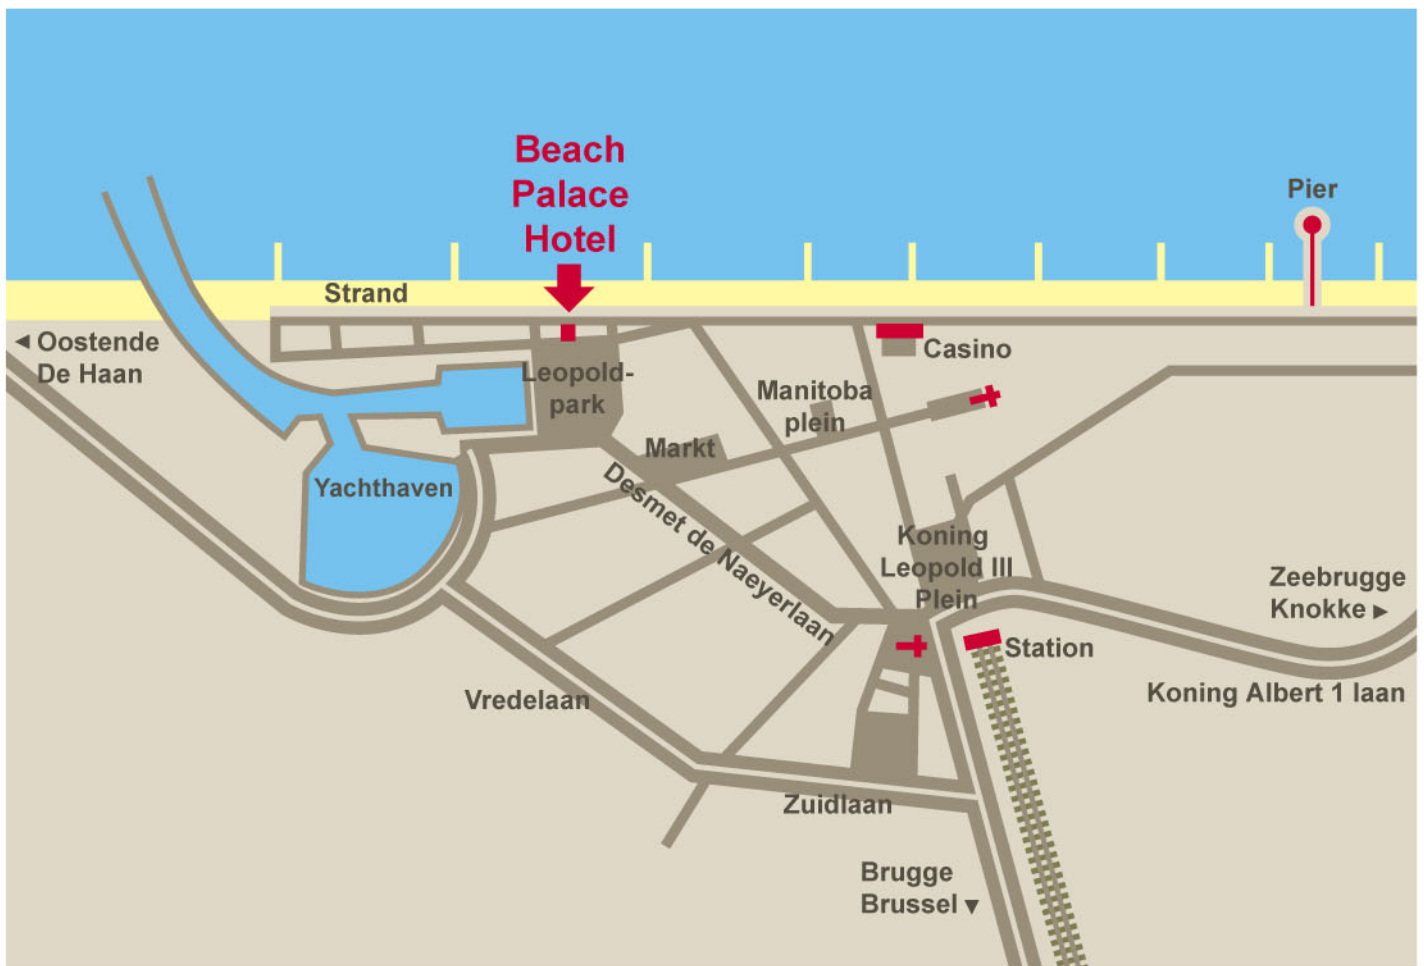 Beach
Palace
Hotel
Pier
Strand
◄ Oostende
De Haan
Casino
Leopold-
park
Manitoba
plein
Markt
Yachthaven
Desmet de Naeyerlaan
Koning
Leopold III
Plein
Zeebrugge
Knokke ►
Station
Vredelaan
Koning Albert 1 laan
Zuidlaan
Brugge
Brussel ▼